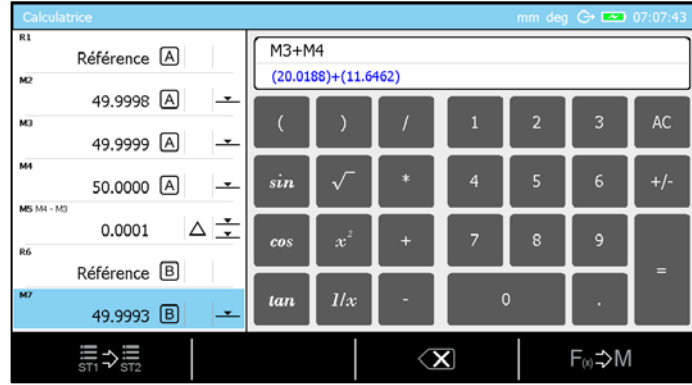 Calculatrice
mm deg 07:07:43
R1
Référence A
M2
49.9998 A
M3
49.9999 A
M4
50.0000 A
M5 M4 - M3
0.0001
R6
Référence B
M7
49.9993 B
M3+M4
(20.0188)+(11.6462)
( ) / 1 2 3 AC
sin √ * 4 5 6 +/-
cos x² + 7 8 9
tan 1/x - 0 . =
ST1 ST2
F(x) M